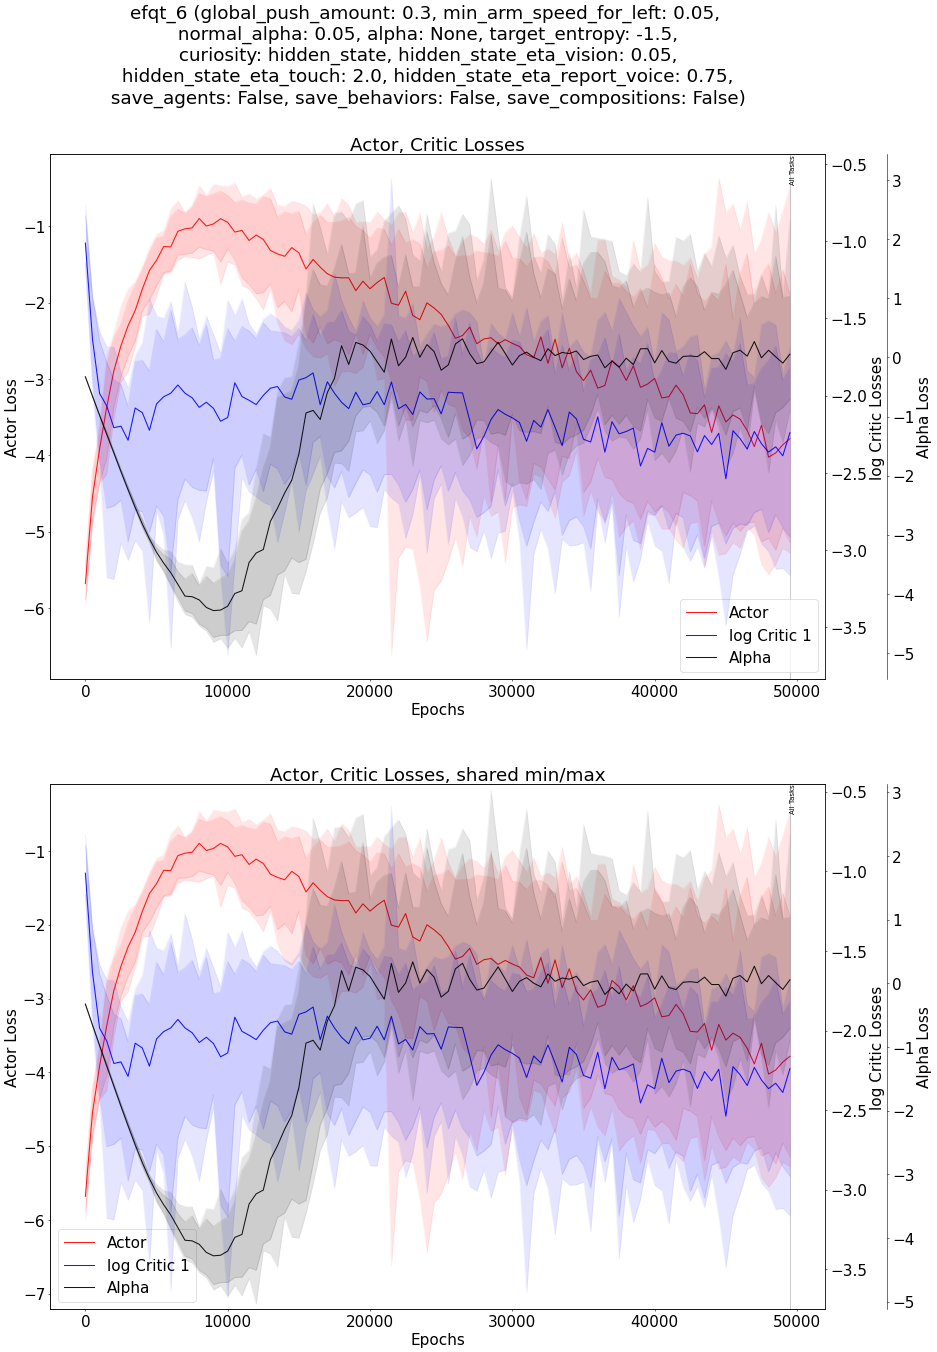 efqt_6 (global_push_amount: 0.3, min_arm_speed_for_left: 0.05,
normal_alpha: 0.05, alpha: None, target_entropy: -1.5,
curiosity: hidden_state, hidden_state_eta_vision: 0.05,
hidden_state_eta_touch: 2.0, hidden_state_eta_report_voice: 0.75,
save_agents: False, save_behaviors: False, save_compositions: False)
Actor, Critic Losses
All Tasks
−1
−2
−3
−4
−5
−6
Actor Loss
−0.5
−1.0
−1.5
−2.0
−2.5
−3.0
−3.5
log Critic Losses
3
2
1
0
−1
−2
−3
−4
−5
Alpha Loss
Actor
log Critic 1
Alpha
0
10000
20000
30000
40000
50000
Epochs
Actor, Critic Losses, shared min/max
All Tasks
−1
−2
−3
−4
−5
−6
−7
Actor Loss
−0.5
−1.0
−1.5
−2.0
−2.5
−3.0
−3.5
log Critic Losses
3
2
1
0
−1
−2
−3
−4
−5
Alpha Loss
Actor
log Critic 1
Alpha
0
10000
20000
30000
40000
50000
Epochs